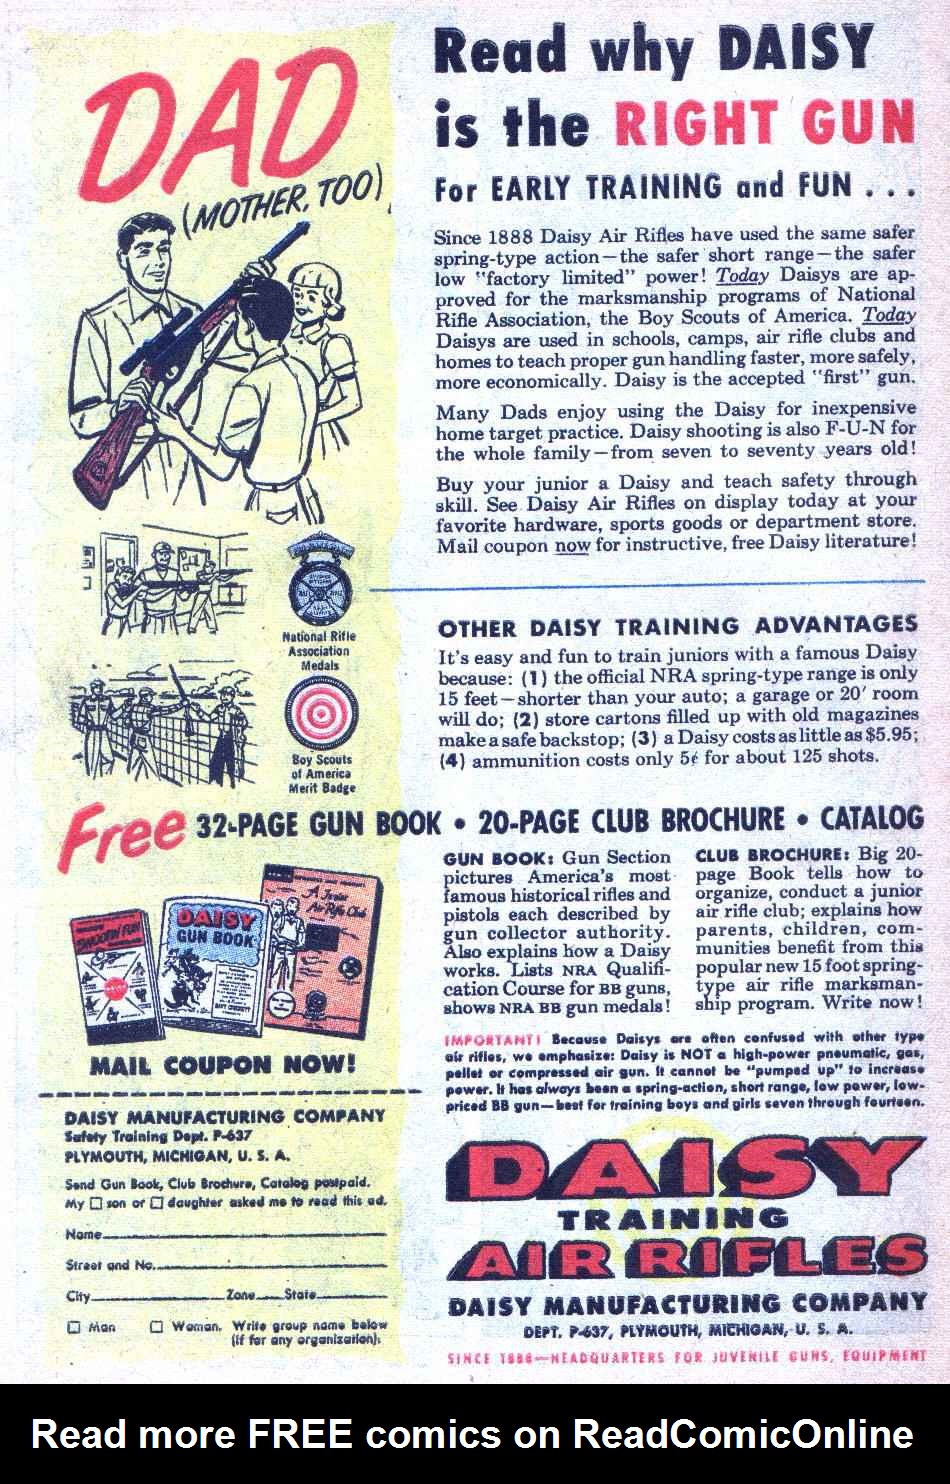 DAD
(MOTHER, TOO)
Read why DAISY
is the RIGHT GUN
For EARLY TRAINING and FUN . . .
Since 1888 Daisy Air Rifles have used the same safer
spring-type action—the safer short range—the safer
low "factory limited" power! Today Daisys are ap-
proved for the marksmanship programs of National
Rifle Association, the Boy Scouts of America. Today
Daisys are used in schools, camps, air rifle clubs and
homes to teach proper gun handling faster, more safely,
more economically. Daisy is the accepted "first" gun.
Many Dads enjoy using the Daisy for inexpensive
home target practice. Daisy shooting is also F-U-N for
the whole family—from seven to seventy years old!
Buy your junior a Daisy and teach safety through
skill. See Daisy Air Rifles on display today at your
favorite hardware, sports goods or department store.
Mail coupon now for instructive, free Daisy literature!
National Rifle
Association
Medals
Boy Scouts
of America
Merit Badge
OTHER DAISY TRAINING ADVANTAGES
It's easy and fun to train juniors with a famous Daisy
because: (1) the official NRA spring-type range is only
15 feet—shorter than your auto; a garage or 20' room
will do; (2) store cartons filled up with old magazines
make a safe backstop; (3) a Daisy costs as little as $5.95;
(4) ammunition costs only 5¢ for about 125 shots.
Free 32-PAGE GUN BOOK • 20-PAGE CLUB BROCHURE • CATALOG
SHOOTIN' FUN
DAISY
GUN BOOK
A Junior
Air Rifle Club
GUN BOOK: Gun Section
pictures America's most
famous historical rifles and
pistols each described by
gun collector authority.
Also explains how a Daisy
works. Lists NRA Qualifi-
cation Course for BB guns,
shows NRA BB gun medals!
CLUB BROCHURE: Big 20-
page Book tells how to
organize, conduct a junior
air rifle club; explains how
parents, children, com-
munities benefit from this
popular new 15 foot spring-
type air rifle marksman-
ship program. Write now!
IMPORTANT! Because Daisys are often confused with other type
air rifles, we emphasize: Daisy is NOT a high-power pneumatic, gas,
pellet or compressed air gun. It cannot be "pumped up" to increase
power. It has always been a spring-action, short range, low power, low-
priced BB gun—best for training boys and girls seven through fourteen.
MAIL COUPON NOW!
DAISY MANUFACTURING COMPANY
Safety Training Dept. P-637
PLYMOUTH, MICHIGAN, U. S. A.
Send Gun Book, Club Brochure, Catalog postpaid.
My ☐ son or ☐ daughter asked me to read this ad.
Name
Street and No.
City Zone State
☐ Man ☐ Woman. Write group name below
(if for any organization).
DAISY
TRAINING
AIR RIFLES
DAISY MANUFACTURING COMPANY
DEPT. P-637, PLYMOUTH, MICHIGAN, U. S. A.
SINCE 1888—HEADQUARTERS FOR JUVENILE GUNS, EQUIPMENT
Read more FREE comics on ReadComicOnline